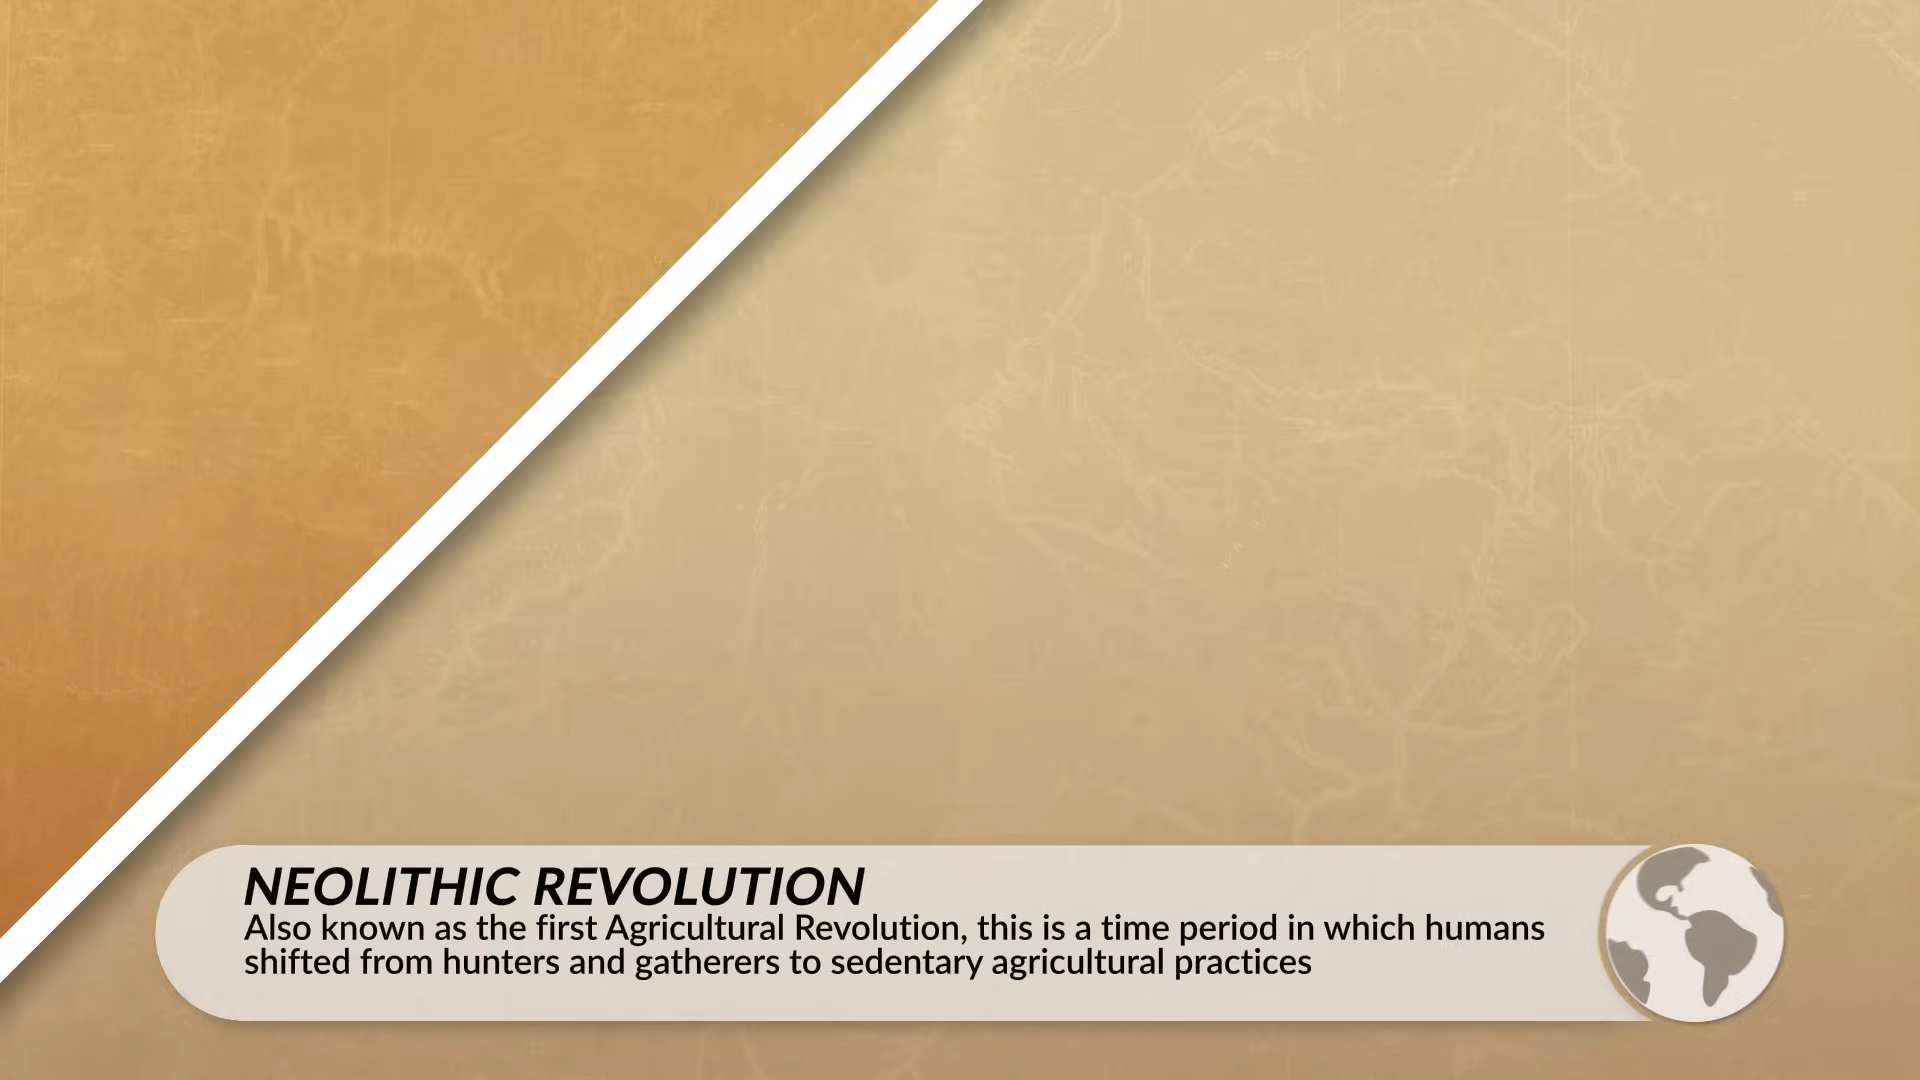 NEOLITHIC REVOLUTION
Also known as the first Agricultural Revolution, this is a time period in which humans
shifted from hunters and gatherers to sedentary agricultural practices